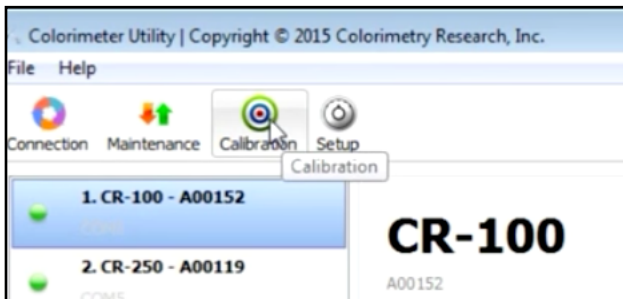 Colorimeter Utility | Copyright © 2015 Colorimetry Research, Inc.
File Help
Connection Maintenance Calibration Setup
Calibration
1. CR-100 - A00152
CR-100
A00152
2. CR-250 - A00119
COM5